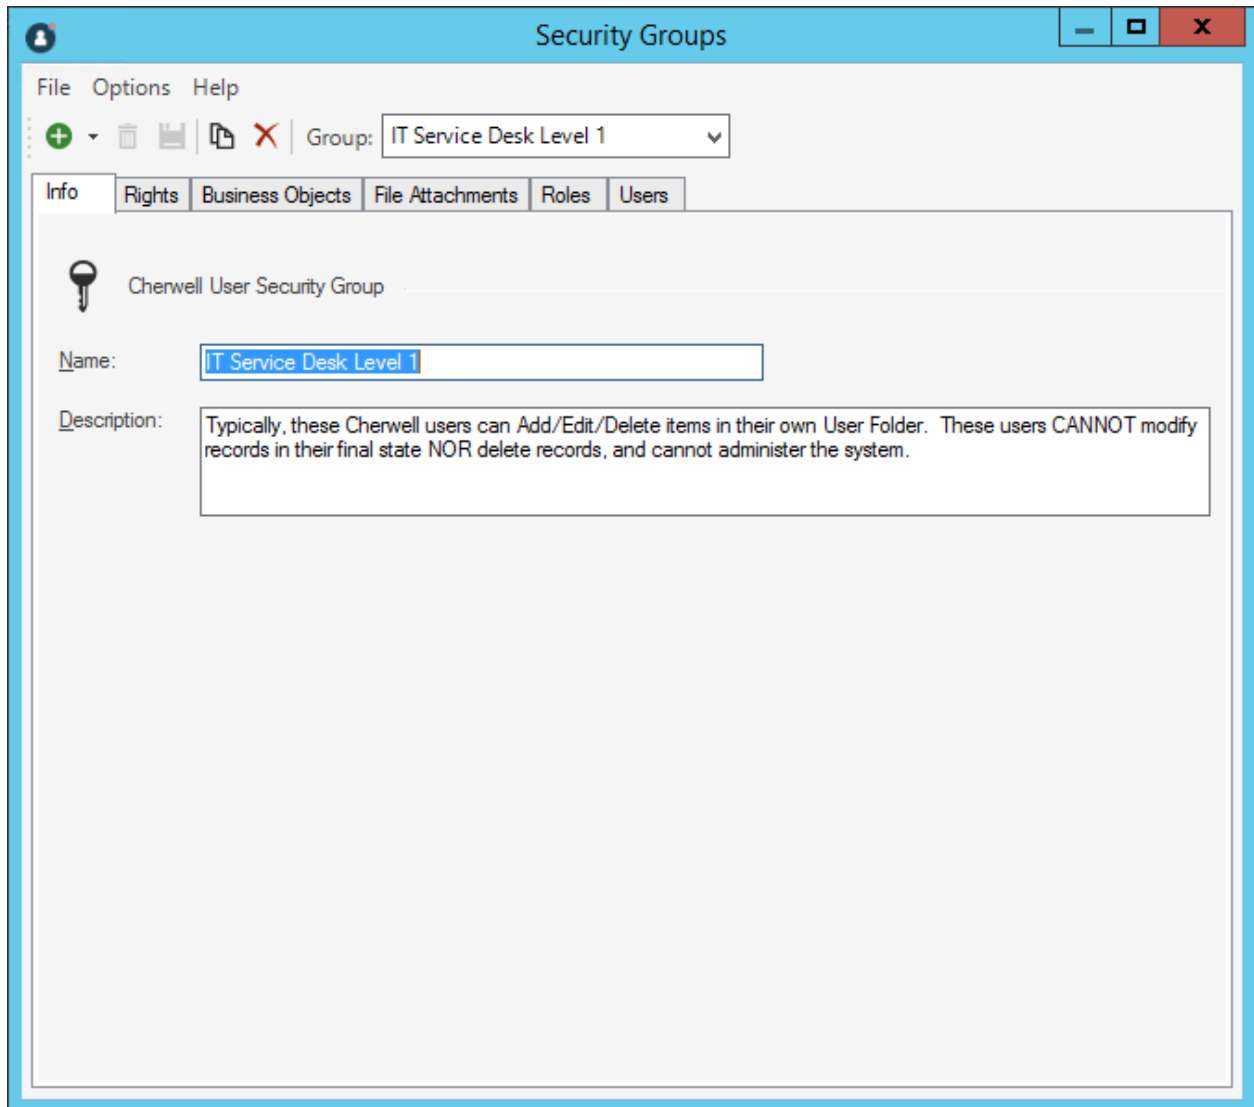 Security Groups
File Options Help
Group: IT Service Desk Level 1
Info Rights Business Objects File Attachments Roles Users
Cherwell User Security Group
Name: IT Service Desk Level 1
Description: Typically, these Cherwell users can Add/Edit/Delete items in their own User Folder.  These users CANNOT modify
records in their final state NOR delete records, and cannot administer the system.